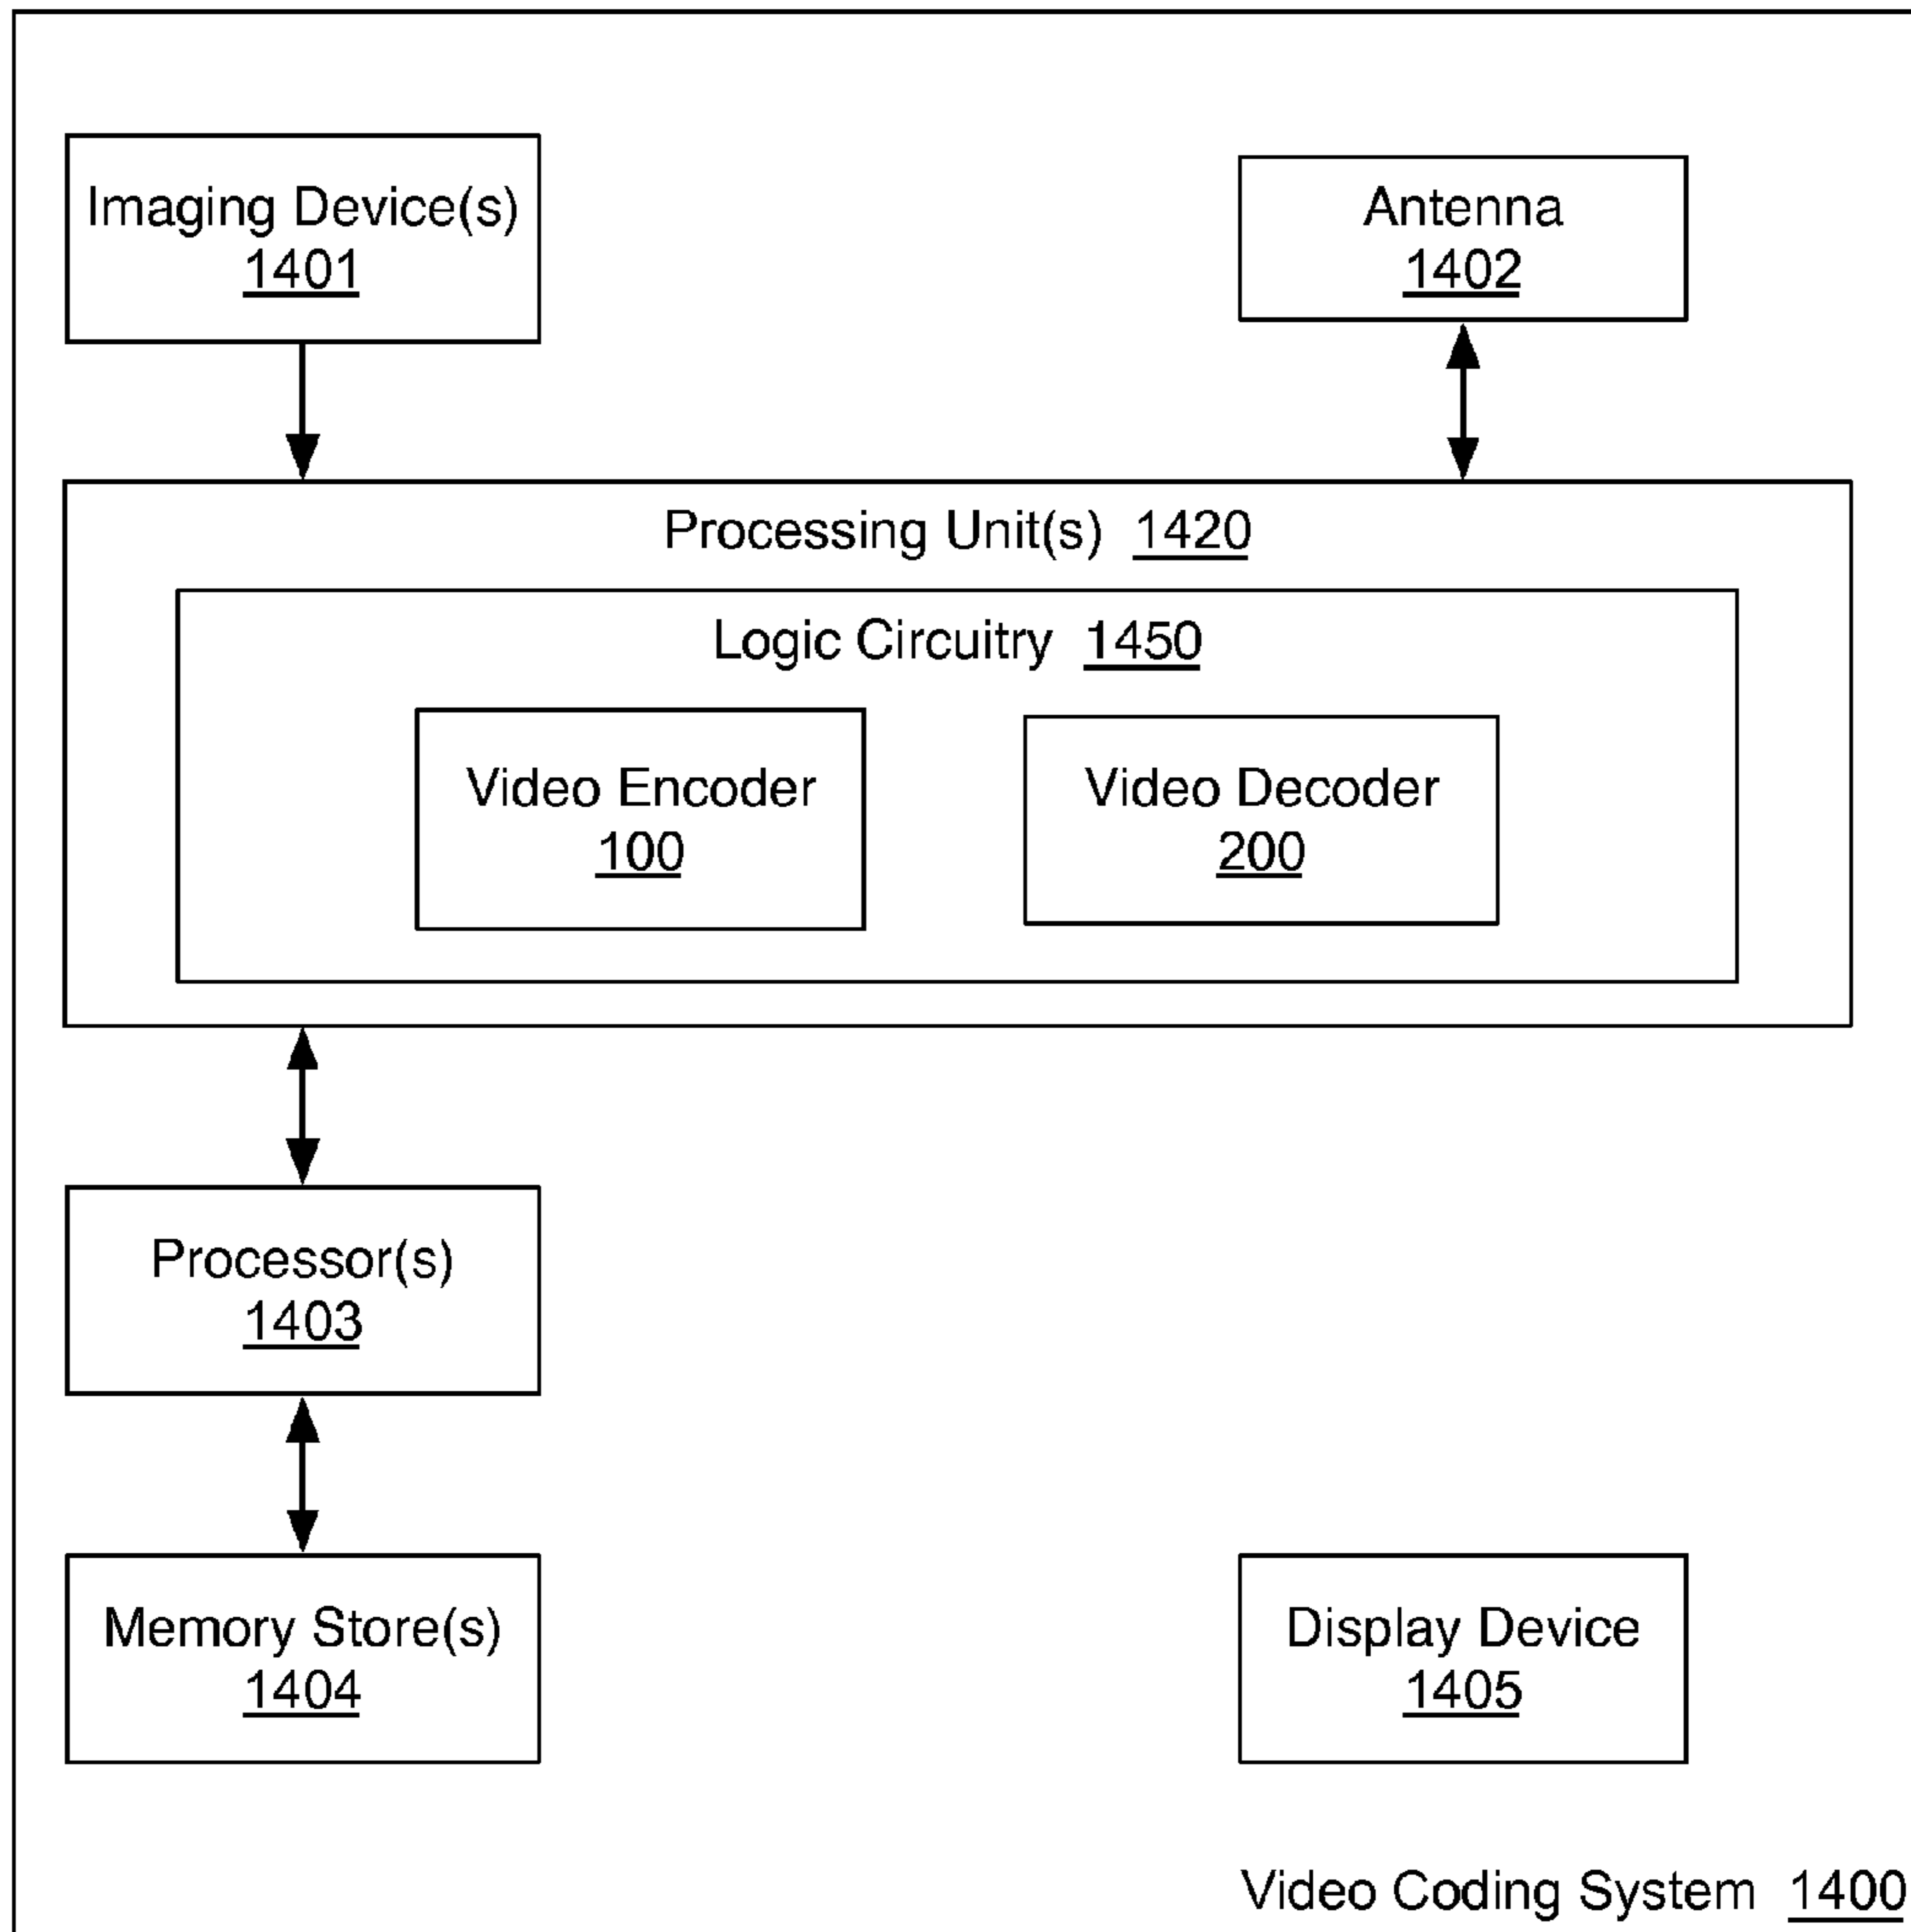 Imaging Device(s)
1401
Antenna
1402
Processing Unit(s) 1420
Logic Circuitry 1450
Video Encoder
100
Video Decoder
200
Processor(s)
1403
Memory Store(s)
1404
Display Device
1405
Video Coding System 1400